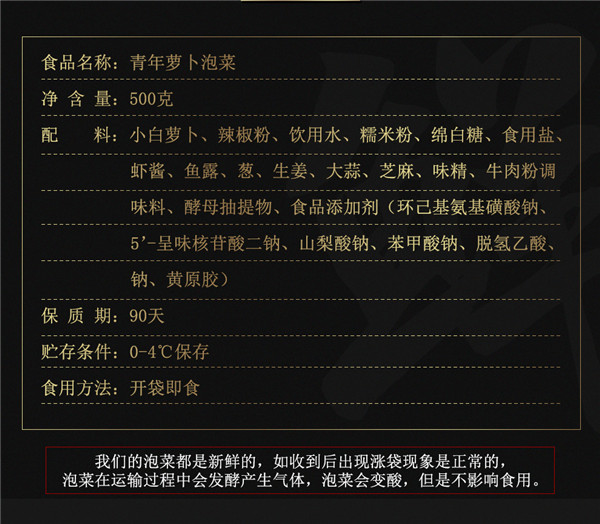 食品名称：青年萝卜泡菜
净 含 量：500克
配 料：小白萝卜、辣椒粉、饮用水、糯米粉、绵白糖、食用盐、
虾酱、鱼露、葱、生姜、大蒜、芝麻、味精、牛肉粉调
味料、酵母抽提物、食品添加剂（环己基氨基磺酸钠、
5’-呈味核苷酸二钠、山梨酸钠、苯甲酸钠、脱氢乙酸、
钠、黄原胶）
保 质 期：90天
贮存条件：0-4℃保存
食用方法：开袋即食
我们的泡菜都是新鲜的，如收到后出现涨袋现象是正常的，
泡菜在运输过程中会发酵产生气体，泡菜会变酸，但是不影响食用。